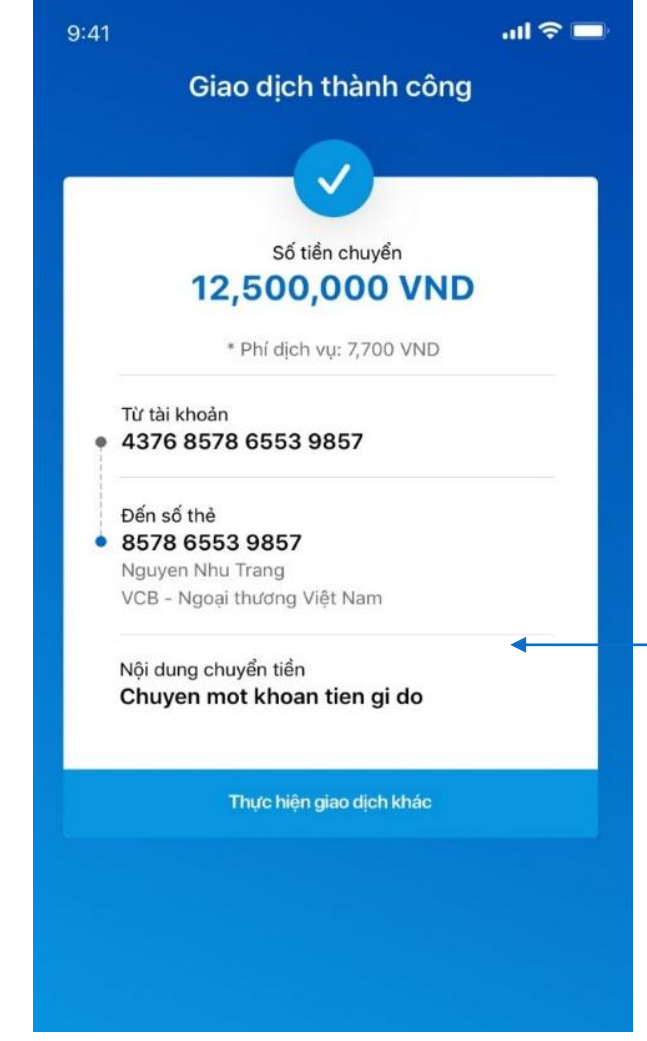 9:41
Giao dịch thành công
Số tiền chuyển
12,500,000 VND
* Phí dịch vụ: 7,700 VND
Từ tài khoản
4376 8578 6553 9857
Đến số thẻ
8578 6553 9857
Nguyen Nhu Trang
VCB - Ngoại thương Việt Nam
Nội dung chuyển tiền
Chuyen mot khoan tien gi do
Thực hiện giao dịch khác